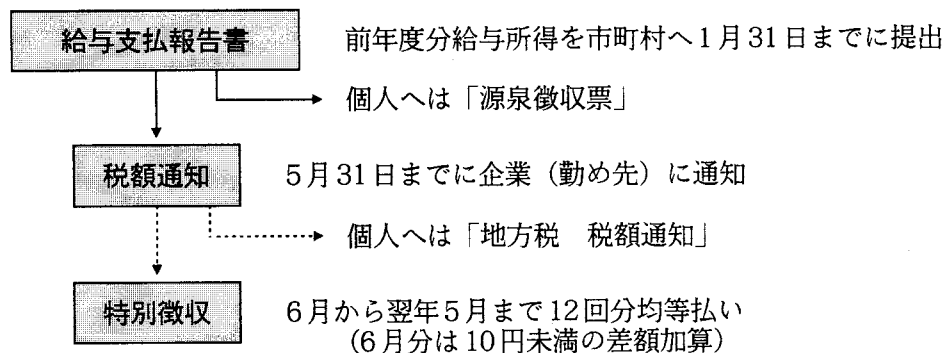 給与支払報告書 前年度分給与所得を市町村へ1月31日までに提出
個人へは「源泉徴収票」
税額通知 5月31日までに企業（勤め先）に通知
個人へは「地方税 税額通知」
特別徴収 6月から翌年5月まで12回分均等払い
（6月分は10円未満の差額加算）